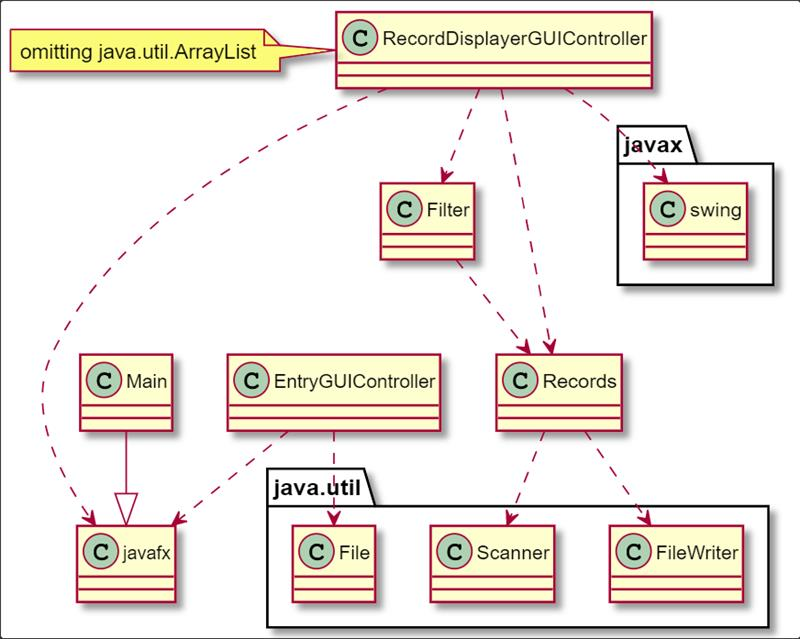 omitting java.util.ArrayList
C RecordDisplayerGUIController
javax
C Filter
C swing
C Main
C EntryGUIController
C Records
java.util
C javafx
C File
C Scanner
C FileWriter